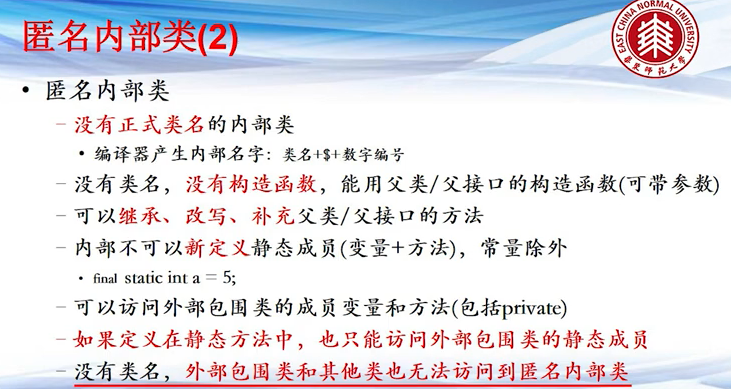 匿名内部类(2)
EAST CHINA NORMAL UNIVERSITY
华东师范大学
• 匿名内部类
– 没有正式类名的内部类
• 编译器产生内部名字：类名+$+数字编号
– 没有类名，没有构造函数，能用父类/父接口的构造函数(可带参数)
– 可以继承、改写、补充父类/父接口的方法
– 内部不可以新定义静态成员(变量+方法)，常量除外
• final static int a = 5;
– 可以访问外部包围类的成员变量和方法(包括private)
– 如果定义在静态方法中，也只能访问外部包围类的静态成员
– 没有类名，外部包围类和其他类也无法访问到匿名内部类